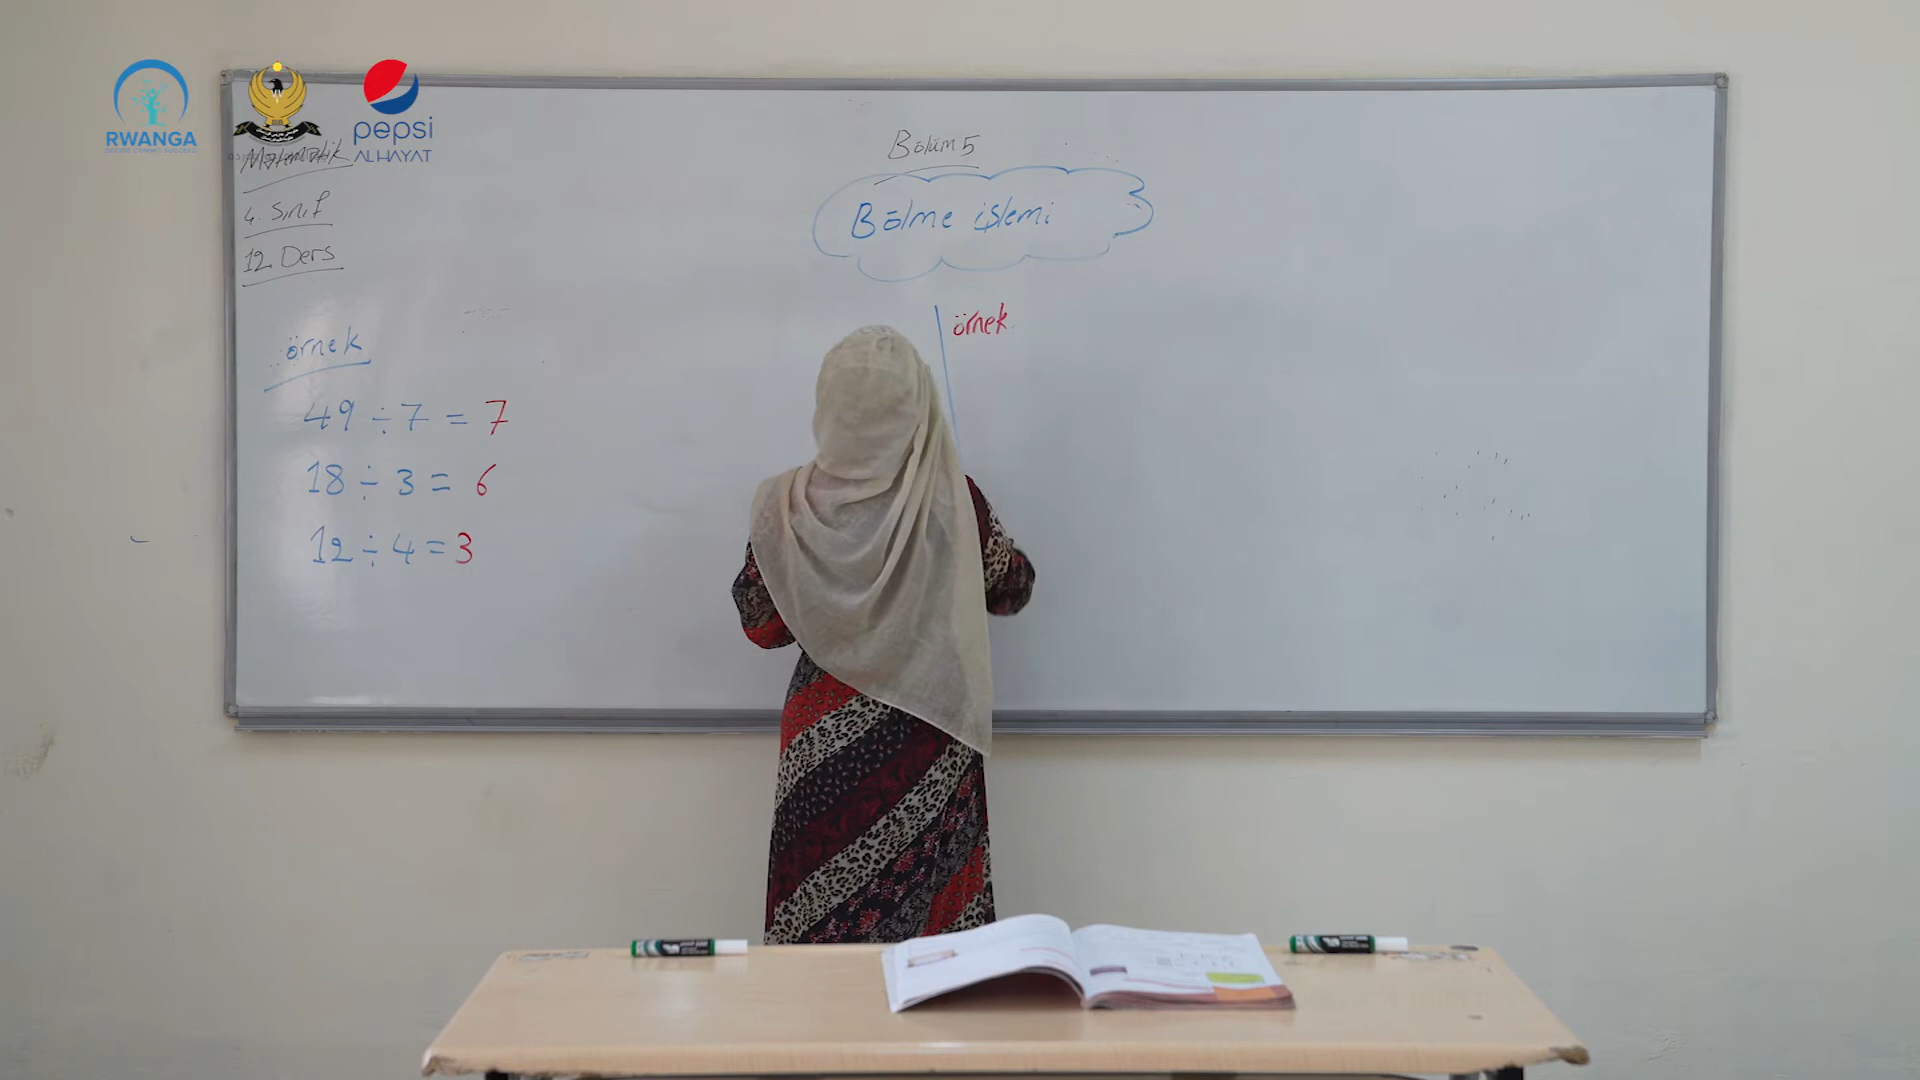 RWANGA
pepsi
ALHAYAT
Matematik
4. Sınıf
12. Ders
Bölüm 5
Bölme işlemi
örnek
49 ÷ 7 = 7
18 ÷ 3 = 6
12 ÷ 4 = 3
örnek